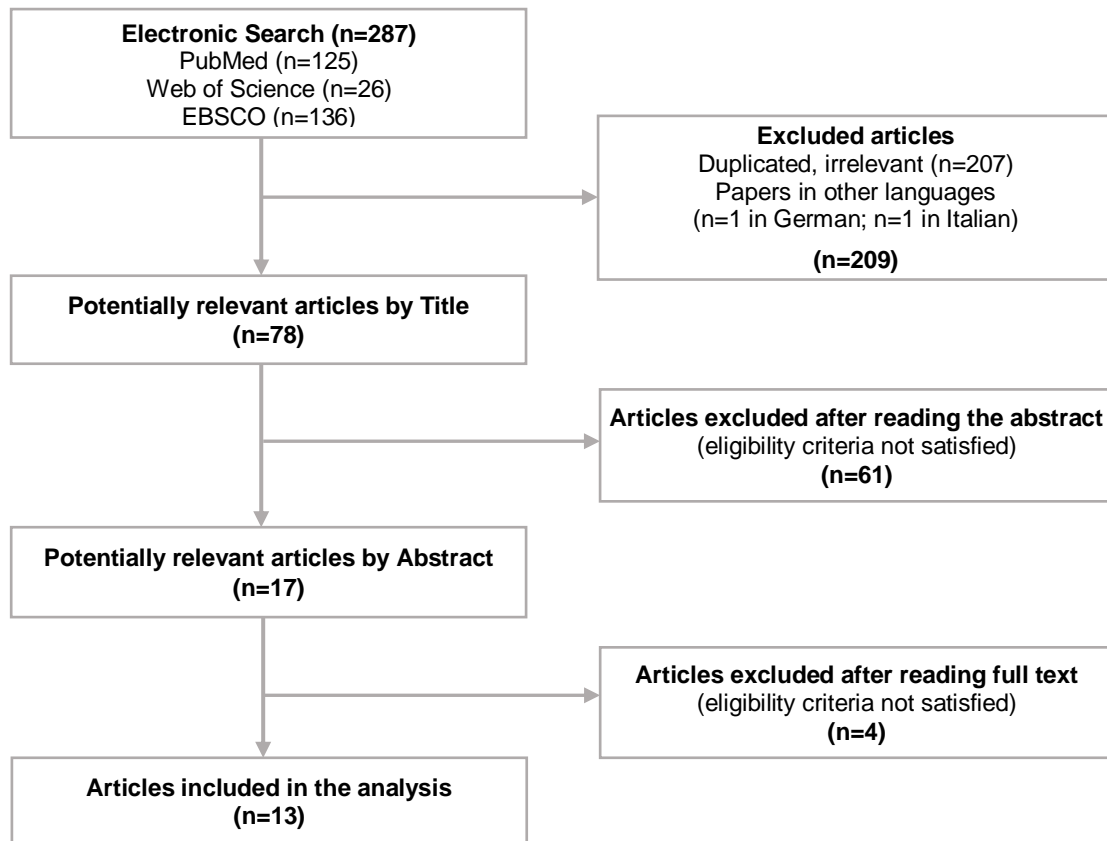 Electronic Search (n=287)
PubMed (n=125)
Web of Science (n=26)
EBSCO (n=136)
Excluded articles
Duplicated, irrelevant (n=207)
Papers in other languages
(n=1 in German; n=1 in Italian)
(n=209)
Potentially relevant articles by Title
(n=78)
Articles excluded after reading the abstract
(eligibility criteria not satisfied)
(n=61)
Potentially relevant articles by Abstract
(n=17)
Articles excluded after reading full text
(eligibility criteria not satisfied)
(n=4)
Articles included in the analysis
(n=13)